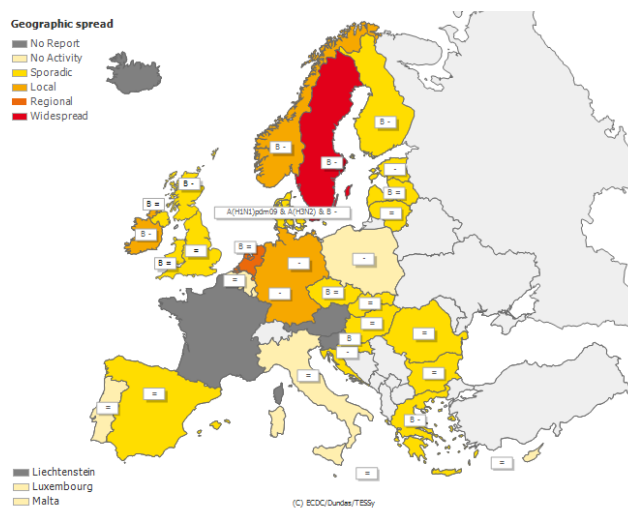 Geographic spread
No Report
No Activity
Sporadic
Local
Regional
Widespread
B -
B -
B -
B -
-
B =
B =
=
A(H1N1)pdm09 & A(H3N2) & B -
B -
=
B =
B =
-
-
=
-
B =
=
=
B
-
=
=
=
=
=
B -
=
=
Liechtenstein
Luxembourg
Malta
(C) ECDC/Dundas/TESSy